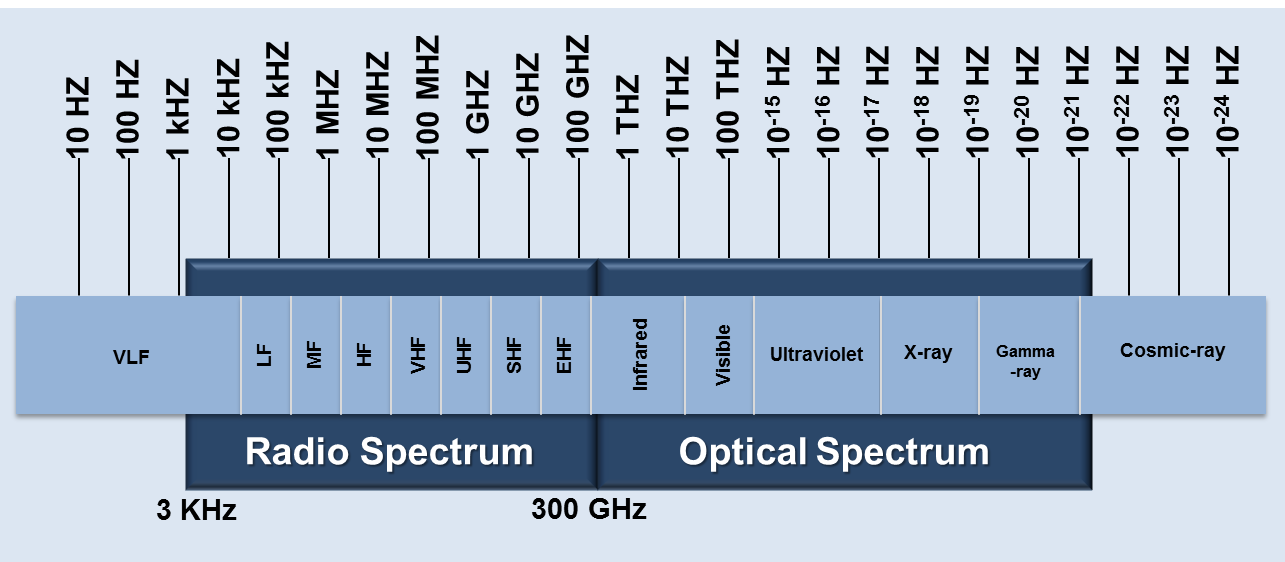 10 HZ
100 HZ
1 kHZ
10 kHZ
100 kHZ
1 MHZ
10 MHZ
100 MHZ
1 GHZ
10 GHZ
100 GHZ
1 THZ
10 THZ
100 THZ
10⁻¹⁵ HZ
10⁻¹⁶ HZ
10⁻¹⁷ HZ
10⁻¹⁸ HZ
10⁻¹⁹ HZ
10⁻²⁰ HZ
10⁻²¹ HZ
10⁻²² HZ
10⁻²³ HZ
10⁻²⁴ HZ
VLF
LF
MF
HF
VHF
UHF
SHF
EHF
Infrared
Visible
Ultraviolet
X-ray
Gamma
-ray
Cosmic-ray
Radio Spectrum
Optical Spectrum
3 KHz
300 GHz